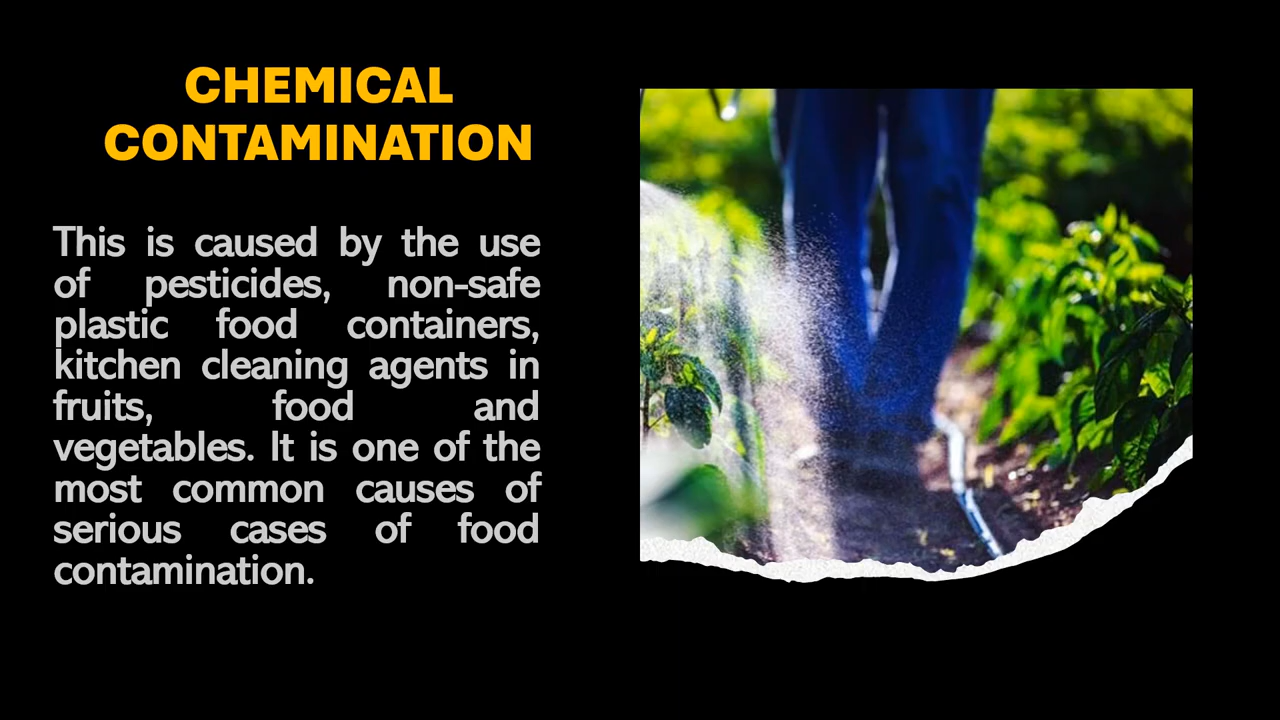 CHEMICAL
CONTAMINATION
This is caused by the use
of pesticides, non-safe
plastic food containers,
kitchen cleaning agents in
fruits, food and
vegetables. It is one of the
most common causes of
serious cases of food
contamination.